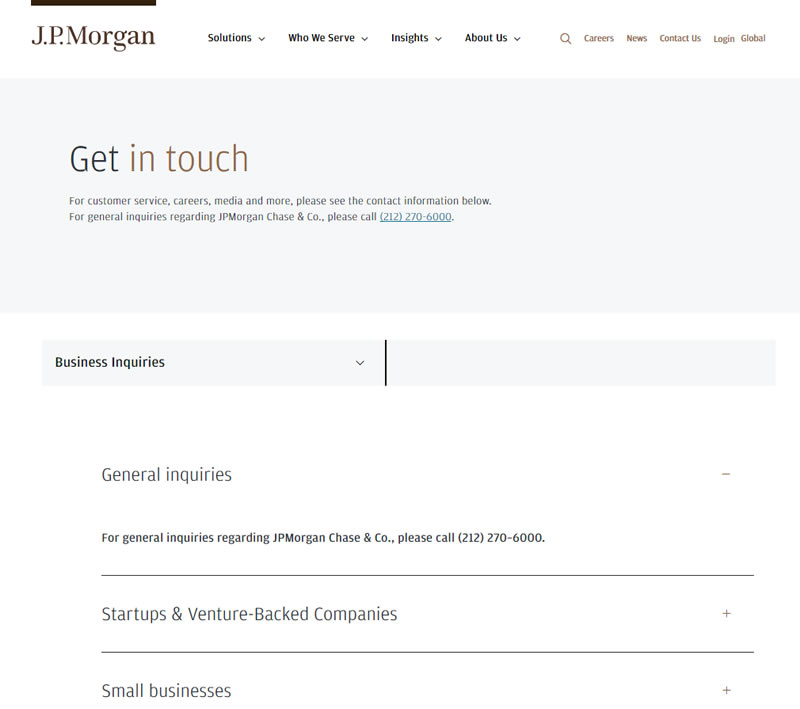 J.P.Morgan
Solutions Who We Serve Insights About Us Careers News Contact Us Login Global
Get in touch
For customer service, careers, media and more, please see the contact information below.
For general inquiries regarding JPMorgan Chase & Co., please call (212) 270-6000.
Business Inquiries
General inquiries
For general inquiries regarding JPMorgan Chase & Co., please call (212) 270-6000.
Startups & Venture-Backed Companies
Small businesses